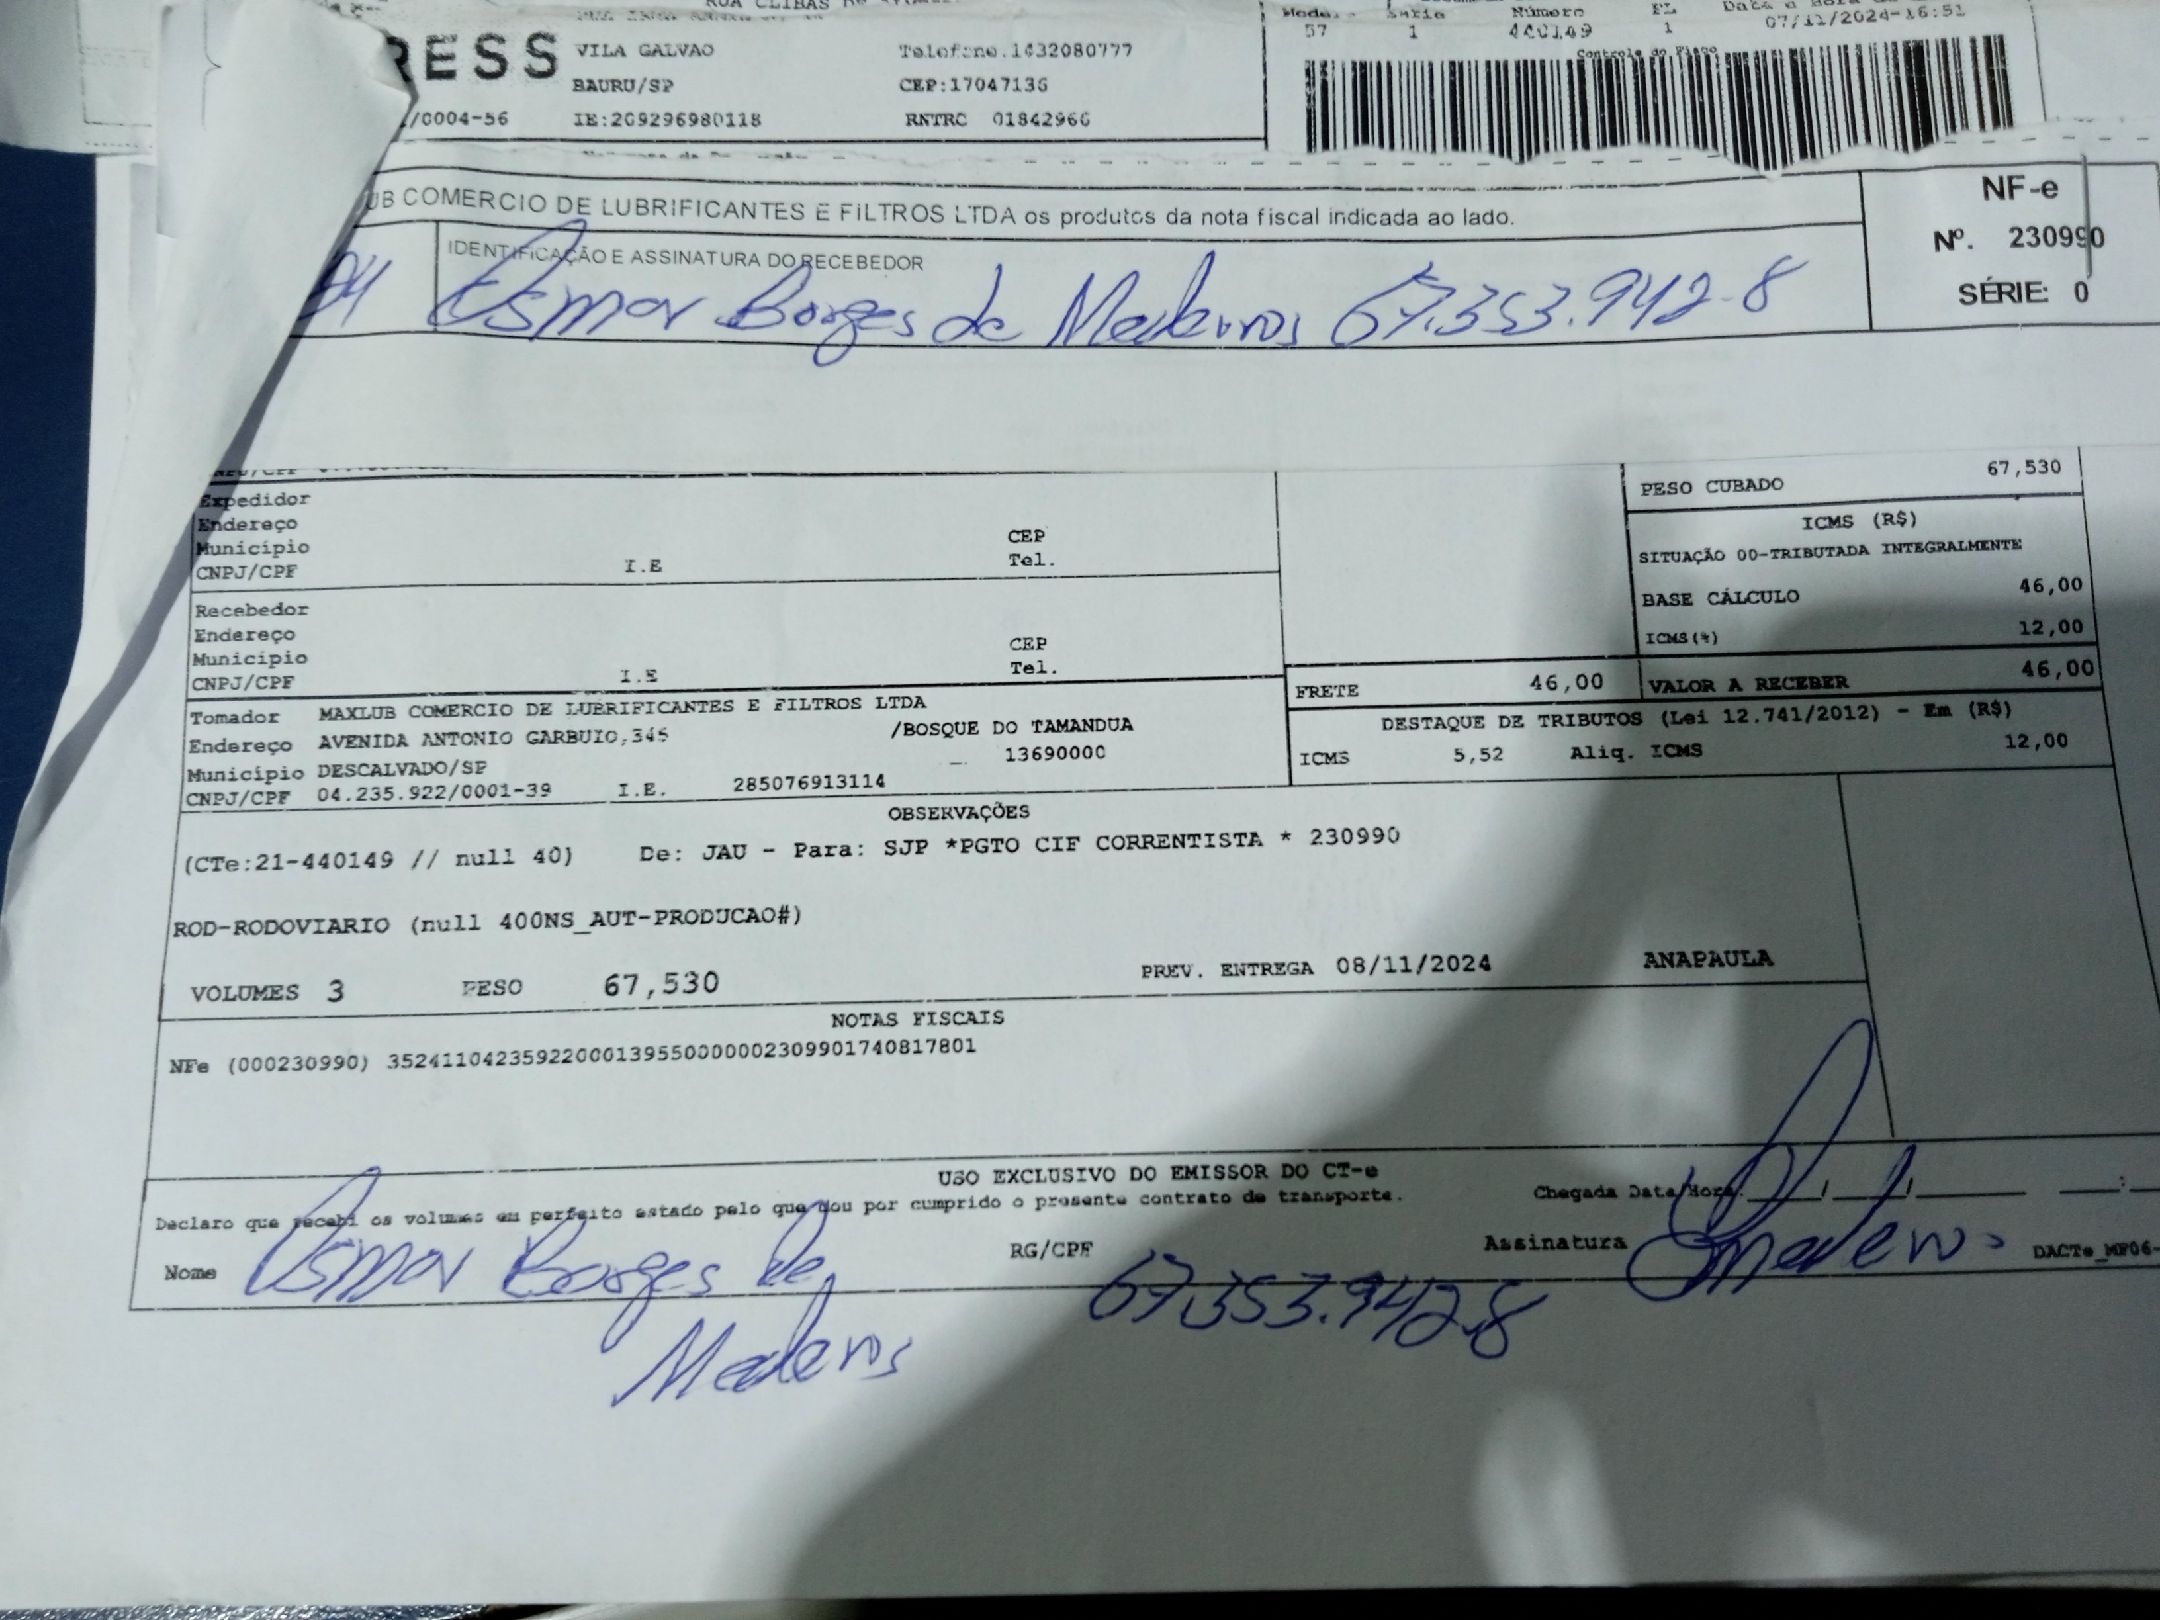 RESS
VILA GALVAO Telefone.1432080777
BAURU/SP CEP:17047136
/0004-56 IE:209296980118 RNTRC 01842966
Série Número FL
57 1 440149 1 07/11/2024-16:51
Controle do Fisco
UB COMERCIO DE LUBRIFICANTES E FILTROS LTDA os produtos da nota fiscal indicada ao lado.
NF-e
Nº. 230990
SÉRIE: 0
IDENTIFICAÇÃO E ASSINATURA DO RECEBEDOR
Osmar Borges de Medeiros 67.353.942-8
PESO CUBADO 67,530
Expedidor
Endereço CEP
Município Tel.
CNPJ/CPF I.E
ICMS (R$)
SITUAÇÃO 00-TRIBUTADA INTEGRALMENTE
BASE CÁLCULO 46,00
ICMS(%) 12,00
Recebedor
Endereço CEP
Município Tel.
CNPJ/CPF I.E
FRETE 46,00 VALOR A RECEBER 46,00
Tomador MAXLUB COMERCIO DE LUBRIFICANTES E FILTROS LTDA
Endereço AVENIDA ANTONIO GARBUIO,345 /BOSQUE DO TAMANDUA
Município DESCALVADO/SP 13690000
CNPJ/CPF 04.235.922/0001-39 I.E. 285076913114
DESTAQUE DE TRIBUTOS (Lei 12.741/2012) - Em (R$)
ICMS 5,52 Aliq. ICMS 12,00
OBSERVAÇÕES
(CTe:21-440149 // null 40) De: JAU - Para: SJP *PGTO CIF CORRENTISTA * 230990
ROD-RODOVIARIO (null 400NS_AUT-PRODUCAO#)
VOLUMES 3 PESO 67,530 PREV. ENTREGA 08/11/2024 ANAPAULA
NOTAS FISCAIS
NFe (000230990) 35241104235922000139550000002309901740817801
USO EXCLUSIVO DO EMISSOR DO CT-e
Declaro que recebi os volumes em perfeito estado pelo que dou por cumprido o presente contrato de transporte.
Chegada Data/Hora. ___/___/_____ ___:__
Nome Osmar Borges de Medeiros RG/CPF 67.353.942-8 Assinatura
DACTe_MF06-